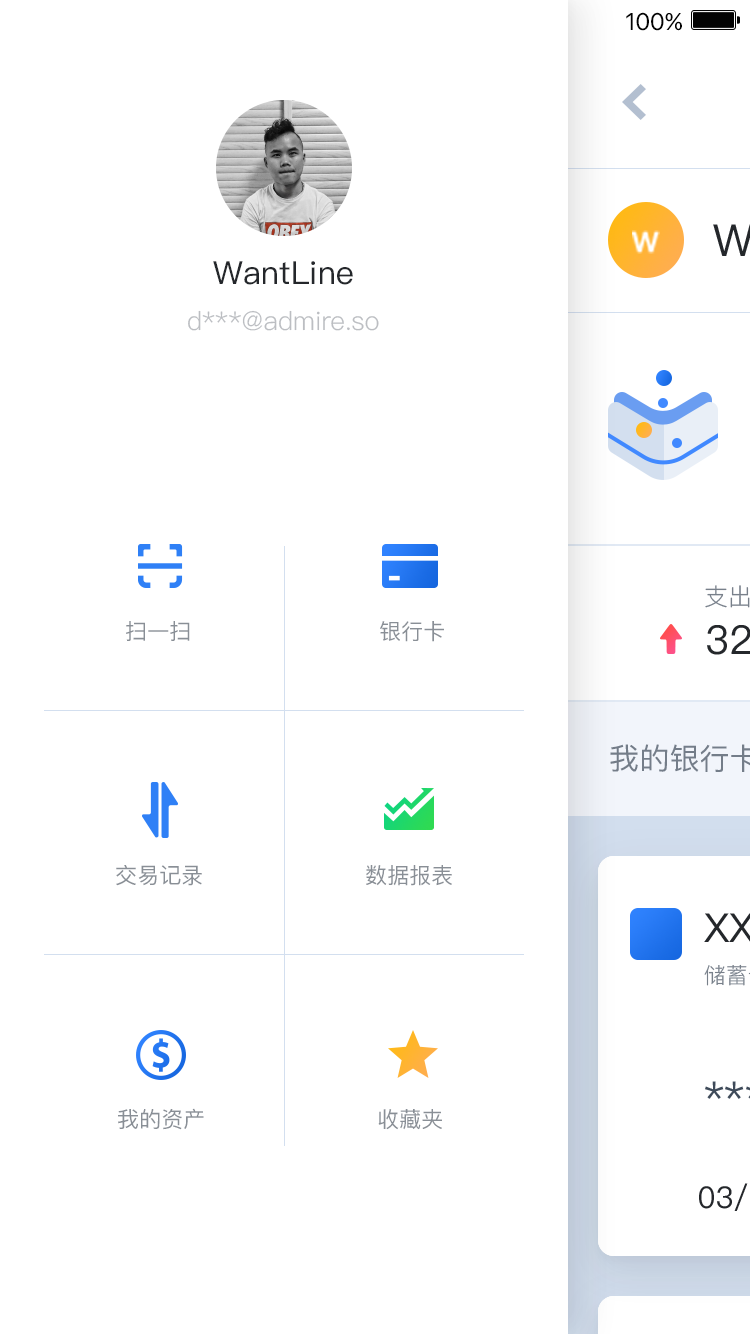 100%
OBEY
WantLine
d***@admire.so
扫一扫
银行卡
交易记录
数据报表
我的资产
收藏夹
W
W
支出
32
我的银行卡
XX
储蓄
***
03/